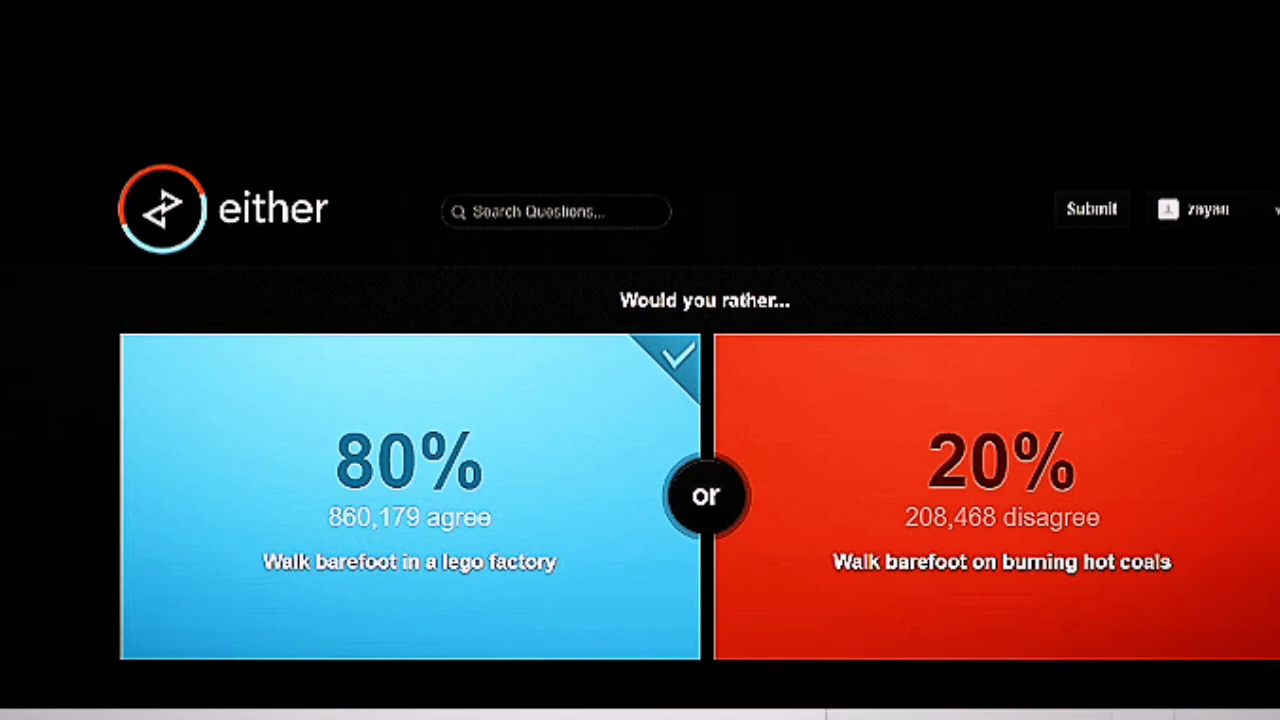 either
Search Questions...
Submit
zayan
Would you rather...
80%
860,179 agree
Walk barefoot in a lego factory
or
20%
208,468 disagree
Walk barefoot on burning hot coals